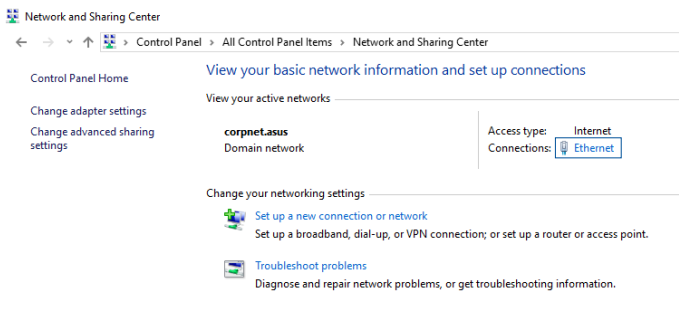 Network and Sharing Center
Control Panel > All Control Panel Items > Network and Sharing Center
Control Panel Home
Change adapter settings
Change advanced sharing
settings
View your basic network information and set up connections
View your active networks
corpnet.asus
Domain network
Access type: Internet
Connections: Ethernet
Change your networking settings
Set up a new connection or network
Set up a broadband, dial-up, or VPN connection; or set up a router or access point.
Troubleshoot problems
Diagnose and repair network problems, or get troubleshooting information.